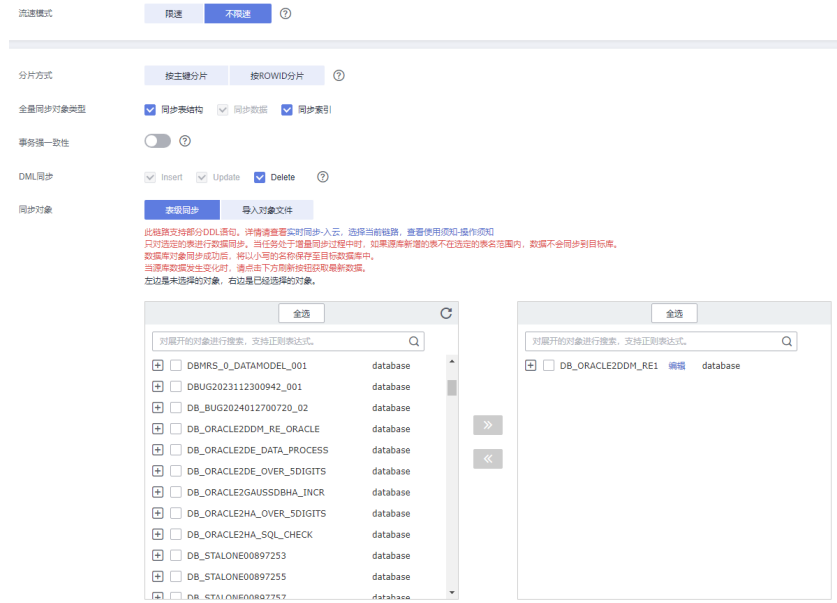 流速模式 限速 不限速
分片方式 按主键分片 按ROWID分片
全量同步对象类型 同步表结构 同步数据 同步索引
事务强一致性
DML同步 Insert Update Delete
同步对象 表级同步 导入对象文件
此链路支持部分DDL语句。详情请查看实时同步-入云，选择当前链路，查看使用须知-操作须知
只对选定的表进行数据同步。当任务处于增量同步过程中时，如果源库新增的表不在选定的表名范围内，数据不会同步到目标库。
数据库对象同步成功后，将以小写的名称保存至目标数据库中。
当源库数据发生变化时，请点击下方刷新按钮获取最新数据。
左边是未选择的对象，右边是已经选择的对象。
全选
对展开的对象进行搜索，支持正则表达式。
DBMRS_0_DATAMODEL_001 database
DBUG2023112300942_001 database
DB_BUG2024012700720_02 database
DB_ORACLE2DDM_RE_ORACLE database
DB_ORACLE2DE_DATA_PROCESS database
DB_ORACLE2DE_OVER_5DIGITS database
DB_ORACLE2GAUSSDBHA_INCR database
DB_ORACLE2HA_OVER_5DIGITS database
DB_ORACLE2HA_SQL_CHECK database
DB_STALONE00897253 database
DB_STALONE00897255 database
DB_STALONE00897757 database
全选
对展开的对象进行搜索，支持正则表达式。
DB_ORACLE2DDM_RE1 编辑 database